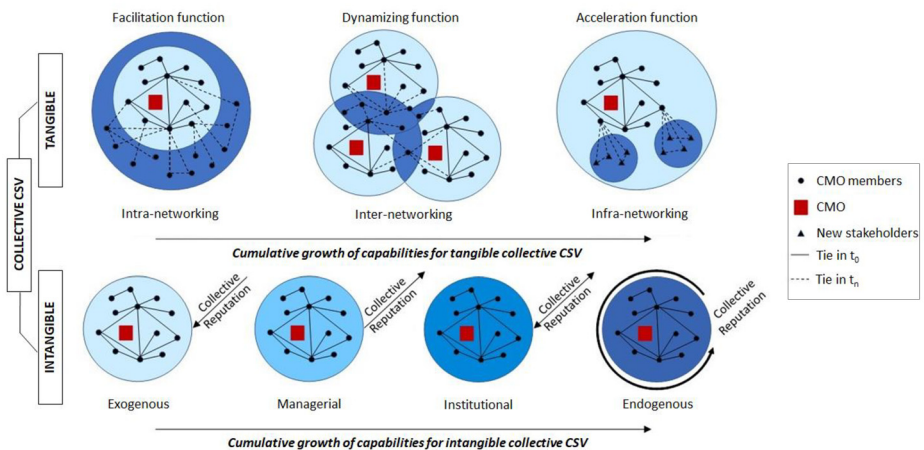 Facilitation function
Dynamizing function
Acceleration function
COLLECTIVE CSV
TANGIBLE
Intra-networking
Inter-networking
Infra-networking
Cumulative growth of capabilities for tangible collective CSV
CMO members
CMO
New stakeholders
Tie in t0
Tie in tn
INTANGIBLE
Collective
Reputation
Collective
Reputation
Collective
Reputation
Collective
Reputation
Exogenous
Managerial
Institutional
Endogenous
Cumulative growth of capabilities for intangible collective CSV